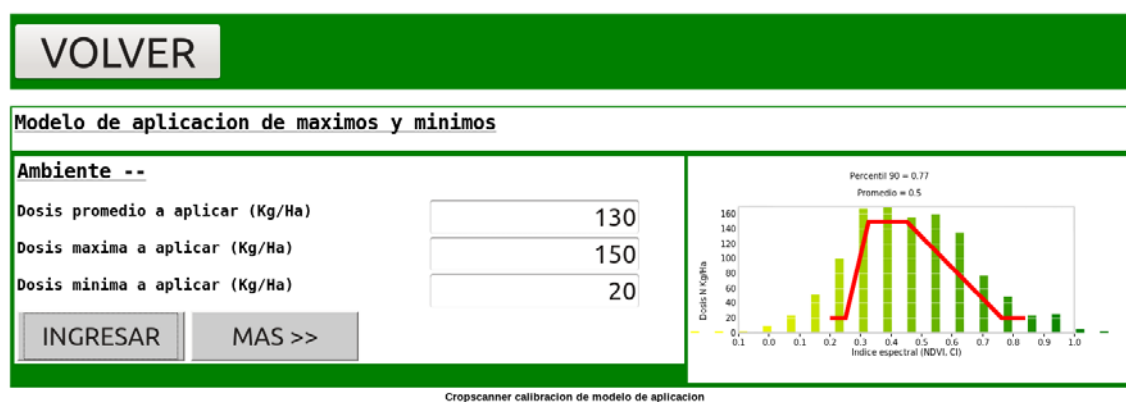 VOLVER
Modelo de aplicacion de maximos y minimos
Ambiente --
Dosis promedio a aplicar (Kg/Ha) 130
Dosis maxima a aplicar (Kg/Ha) 150
Dosis minima a aplicar (Kg/Ha) 20
INGRESAR MAS >>
Percentil 90 = 0.77
Promedio = 0.5
Dosis N Kg/Ha
160
140
120
100
80
60
40
20
0
0.1 0.0 0.1 0.2 0.3 0.4 0.5 0.6 0.7 0.8 0.9 1.0
Indice espectral (NDVI, CI)
Cropscanner calibracion de modelo de aplicacion